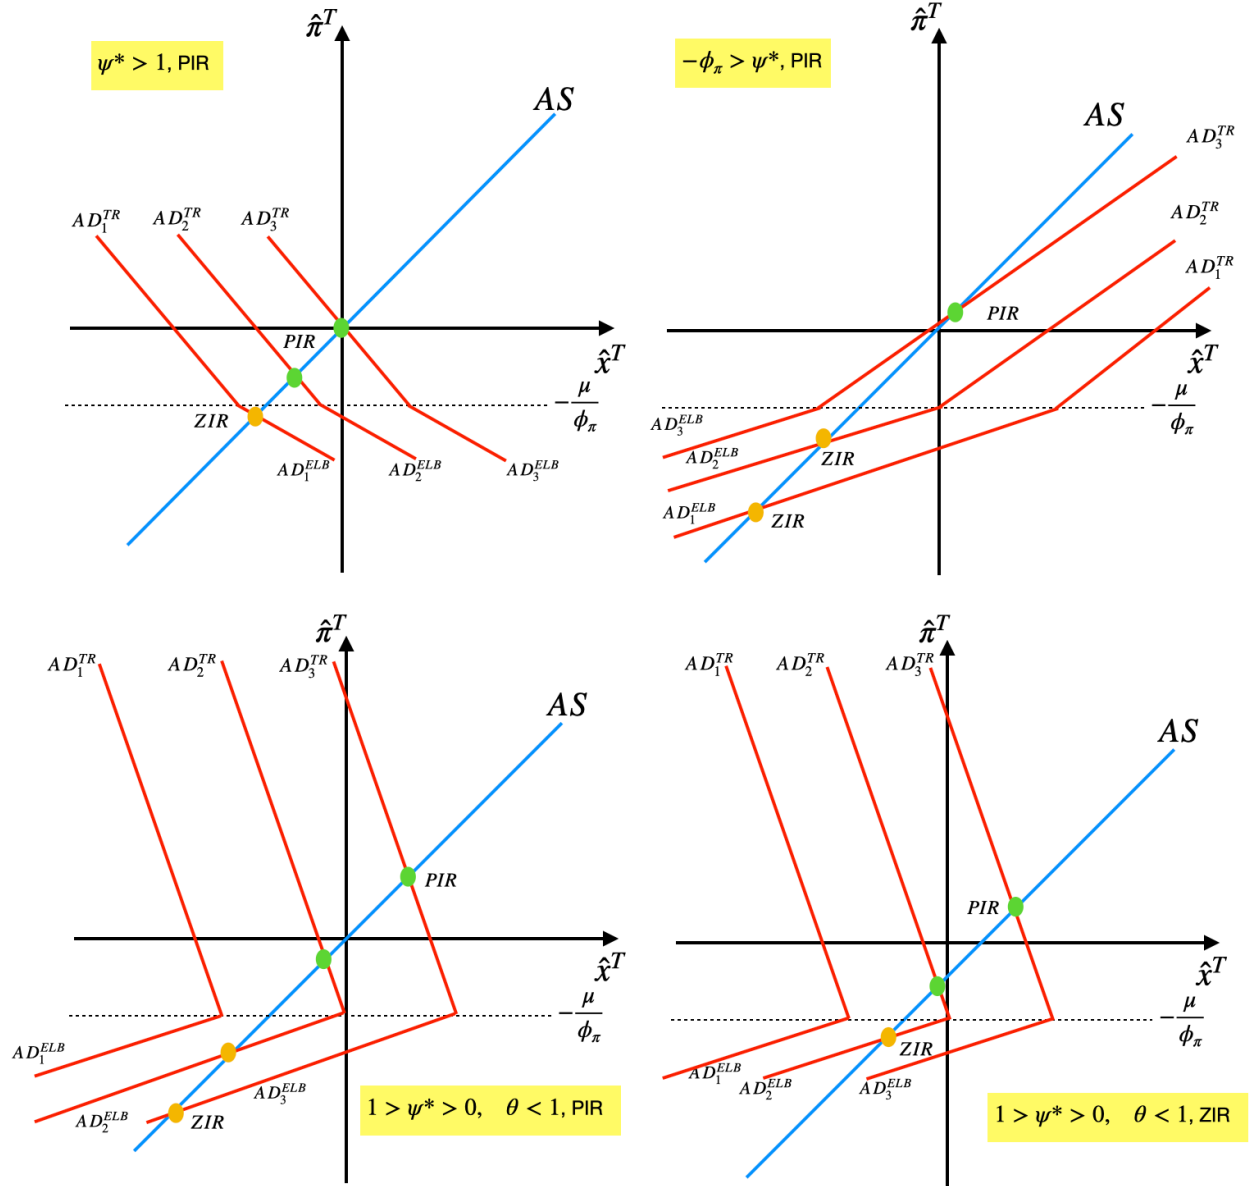 π̂^T
ψ* > 1, PIR
AS
AD_1^{TR}
AD_2^{TR}
AD_3^{TR}
PIR
x̂^T
ZIR
-μ/ϕ_π
AD_1^{ELB}
AD_2^{ELB}
AD_3^{ELB}
π̂^T
-ϕ_π > ψ*, PIR
AS
AD_3^{TR}
AD_2^{TR}
AD_1^{TR}
PIR
x̂^T
-μ/ϕ_π
AD_3^{ELB}
AD_2^{ELB}
ZIR
AD_1^{ELB}
ZIR
π̂^T
AD_1^{TR}
AD_2^{TR}
AD_3^{TR}
AS
PIR
x̂^T
-μ/ϕ_π
AD_1^{ELB}
AD_3^{ELB}
AD_2^{ELB}
ZIR
1 > ψ* > 0, θ < 1, PIR
π̂^T
AD_1^{TR}
AD_2^{TR}
AD_3^{TR}
AS
PIR
x̂^T
-μ/ϕ_π
ZIR
AD_1^{ELB}
AD_2^{ELB}
AD_3^{ELB}
1 > ψ* > 0, θ < 1, ZIR